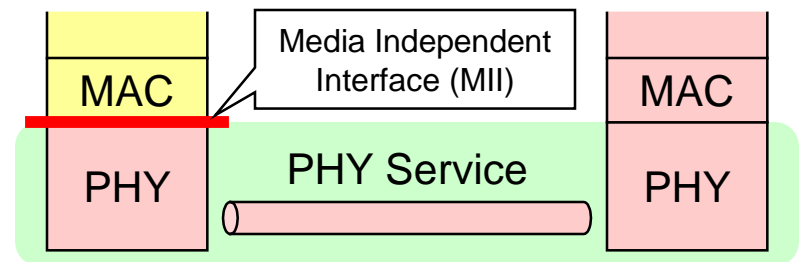 Media Independent
Interface (MII)
MAC
MAC
PHY Service
PHY
PHY